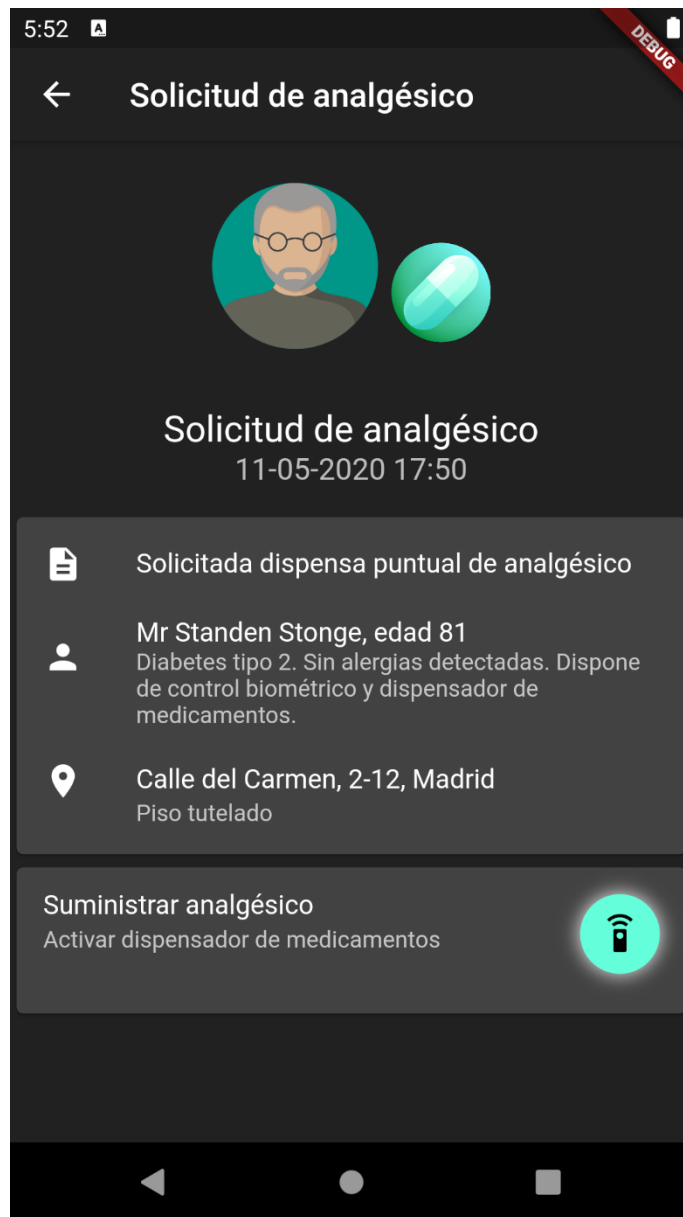 5:52
DEBUG
Solicitud de analgésico
Solicitud de analgésico
11-05-2020 17:50
Solicitada dispensa puntual de analgésico
Mr Standen Stonge, edad 81
Diabetes tipo 2. Sin alergias detectadas. Dispone
de control biométrico y dispensador de
medicamentos.
Calle del Carmen, 2-12, Madrid
Piso tutelado
Suministrar analgésico
Activar dispensador de medicamentos